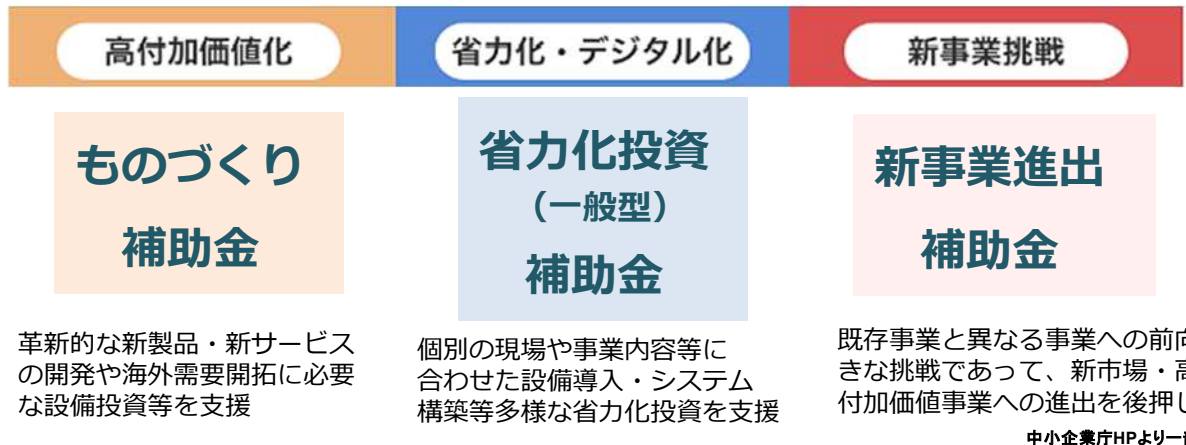 高付加価値化
省力化・デジタル化
新事業挑戦
ものづくり
補助金
革新的な新製品・新サービス
の開発や海外需要開拓に必要
な設備投資等を支援
省力化投資
（一般型）
補助金
個別の現場や事業内容等に
合わせた設備導入・システム
構築等多様な省力化投資を支援
新事業進出
補助金
既存事業と異なる事業への前向
きな挑戦であって、新市場・高
付加価値事業への進出を後押し
中小企業庁HPより一